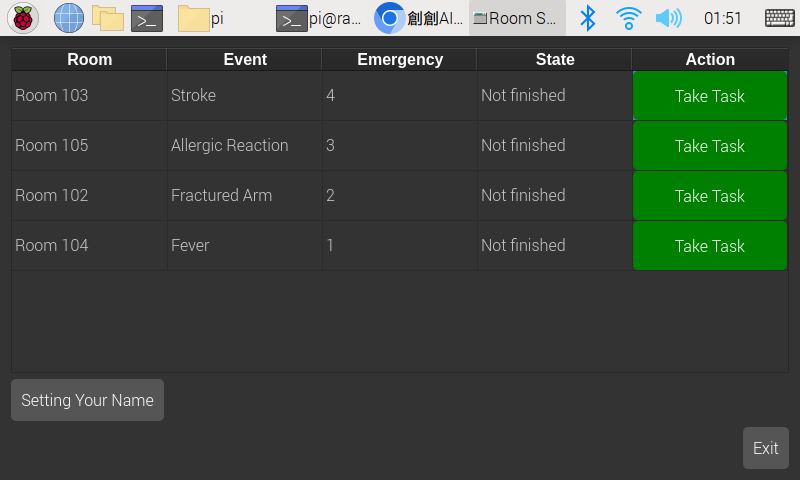 pi pi@ra... 創創AI... Room S... 01:51
Room Event Emergency State Action
Room 103 Stroke 4 Not finished Take Task
Room 105 Allergic Reaction 3 Not finished Take Task
Room 102 Fractured Arm 2 Not finished Take Task
Room 104 Fever 1 Not finished Take Task
Setting Your Name
Exit